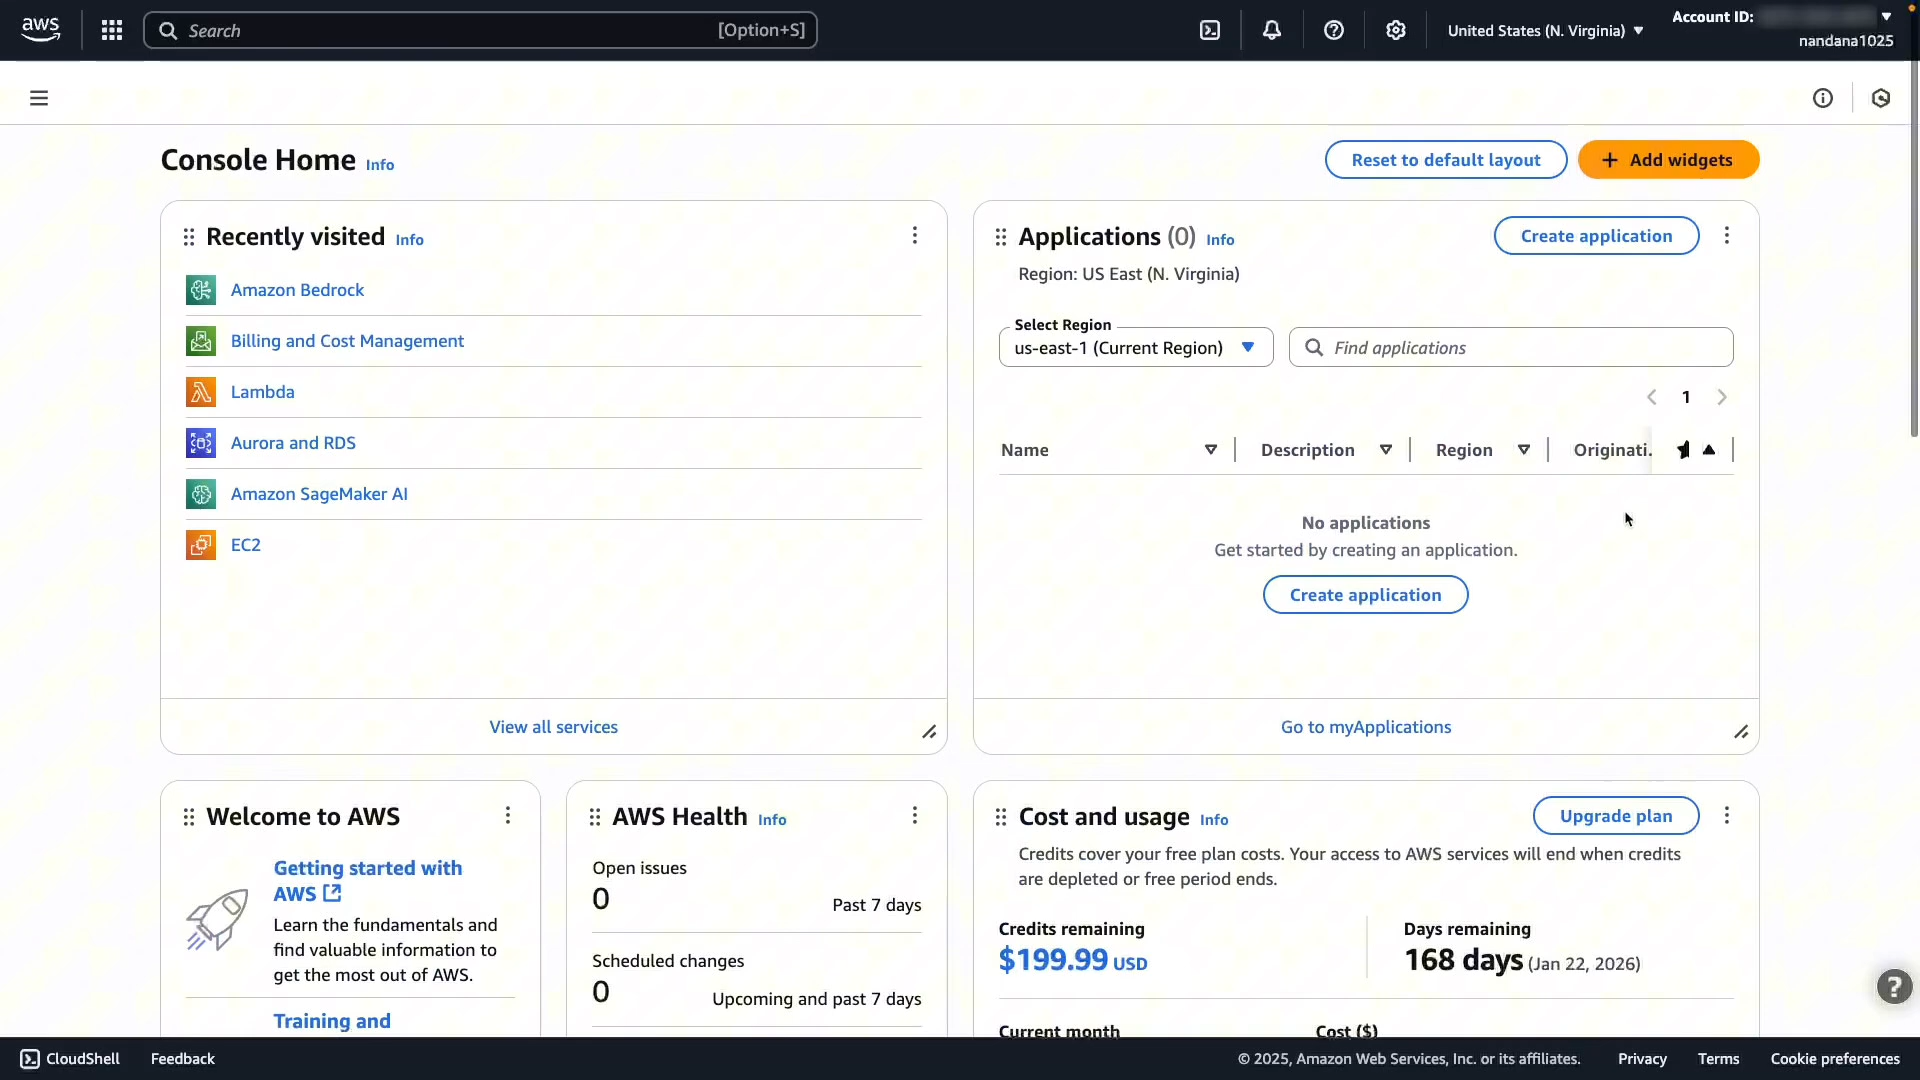 aws
Search
[Option+S]
United States (N. Virginia)
Account ID:
nandana1025
Console Home Info
Reset to default layout
Add widgets
Recently visited Info
Amazon Bedrock
Billing and Cost Management
Lambda
Aurora and RDS
Amazon SageMaker AI
EC2
View all services
Applications (0) Info
Create application
Region: US East (N. Virginia)
Select Region
us-east-1 (Current Region)
Find applications
1
Name
Description
Region
Originati.
No applications
Get started by creating an application.
Create application
Go to myApplications
Welcome to AWS
Getting started with
AWS
Learn the fundamentals and
find valuable information to
get the most out of AWS.
Training and
AWS Health Info
Open issues
0
Past 7 days
Scheduled changes
0
Upcoming and past 7 days
Cost and usage Info
Upgrade plan
Credits cover your free plan costs. Your access to AWS services will end when credits
are depleted or free period ends.
Credits remaining
$199.99 USD
Days remaining
168 days (Jan 22, 2026)
Current month
Cost ($)
CloudShell
Feedback
© 2025, Amazon Web Services, Inc. or its affiliates.
Privacy
Terms
Cookie preferences